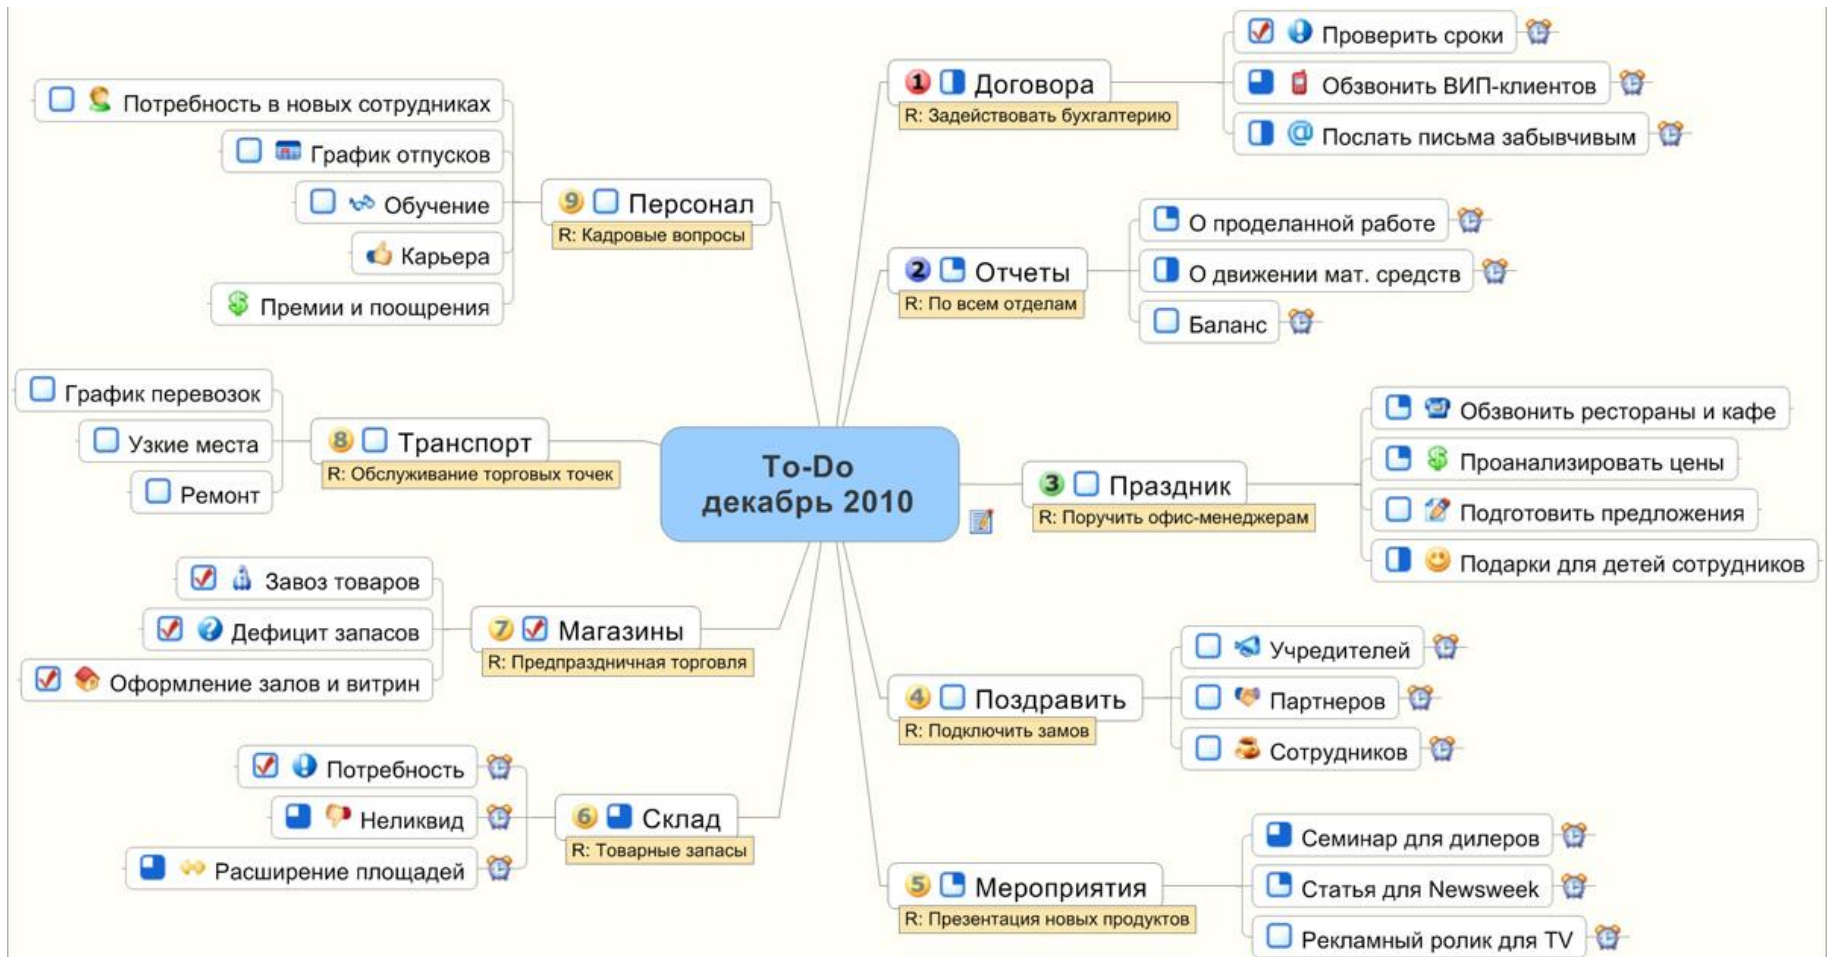 To-Do
декабрь 2010
1 Договора
R: Задействовать бухгалтерию
Проверить сроки
Обзвонить ВИП-клиентов
@ Послать письма забывчивым
2 Отчеты
R: По всем отделам
О проделанной работе
О движении мат. средств
Баланс
3 Праздник
R: Поручить офис-менеджерам
Обзвонить рестораны и кафе
$ Проанализировать цены
Подготовить предложения
Подарки для детей сотрудников
4 Поздравить
R: Подключить замов
Учредителей
Партнеров
Сотрудников
5 Мероприятия
R: Презентация новых продуктов
Семинар для дилеров
Статья для Newsweek
Рекламный ролик для TV
6 Склад
R: Товарные запасы
Потребность
Неликвид
Расширение площадей
7 Магазины
R: Предпраздничная торговля
Завоз товаров
? Дефицит запасов
Оформление залов и витрин
8 Транспорт
R: Обслуживание торговых точек
График перевозок
Узкие места
Ремонт
9 Персонал
R: Кадровые вопросы
Потребность в новых сотрудниках
График отпусков
Обучение
Карьера
$ Премии и поощрения